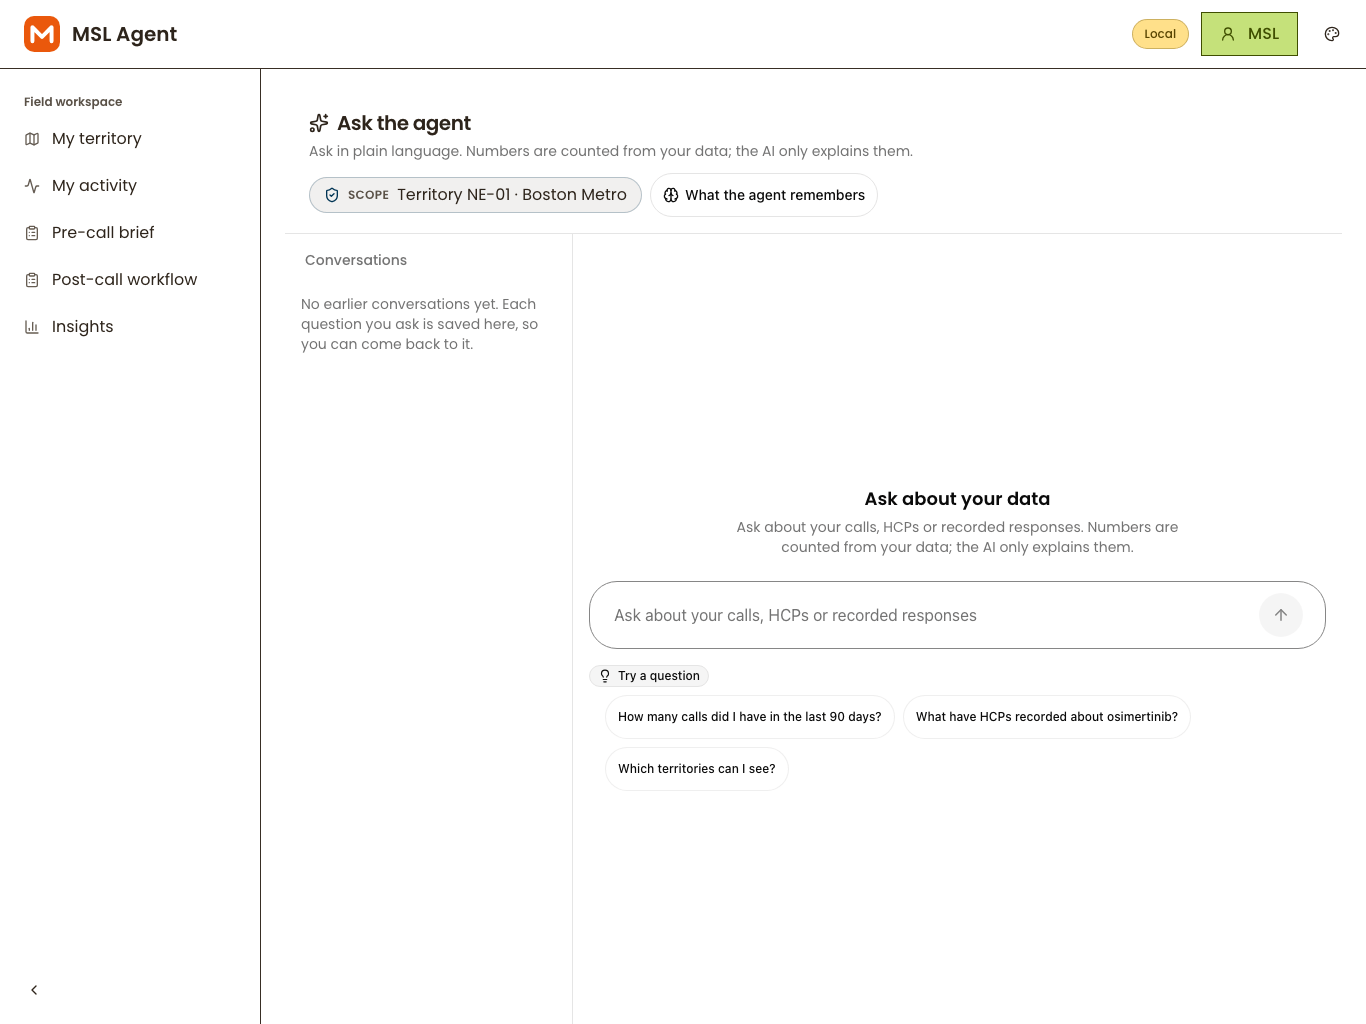 MSL Agent
Local
MSL
Field workspace
My territory
My activity
Pre-call brief
Post-call workflow
Insights
Ask the agent
Ask in plain language. Numbers are counted from your data; the AI only explains them.
SCOPE Territory NE-01 · Boston Metro
What the agent remembers
Conversations
No earlier conversations yet. Each
question you ask is saved here, so
you can come back to it.
Ask about your data
Ask about your calls, HCPs or recorded responses. Numbers are
counted from your data; the AI only explains them.
Ask about your calls, HCPs or recorded responses
Try a question
How many calls did I have in the last 90 days?
What have HCPs recorded about osimertinib?
Which territories can I see?